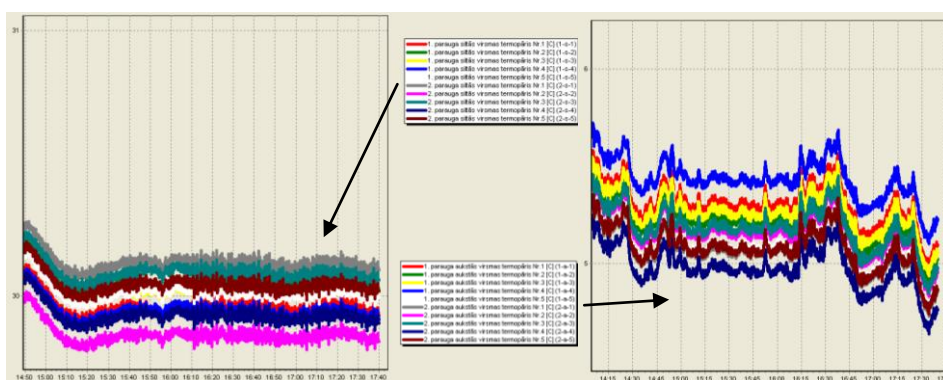 31
30
14:50 15:00 15:10 15:20 15:30 15:40 15:50 16:00 16:10 16:20 16:30 16:40 16:50 17:00 17:10 17:20 17:30 17:40
1. parauga siltās virsmas termopāris Nr.1 [C] (1-s-1)
1. parauga siltās virsmas termopāris Nr.2 [C] (1-s-2)
1. parauga siltās virsmas termopāris Nr.3 [C] (1-s-3)
1. parauga siltās virsmas termopāris Nr.4 [C] (1-s-4)
1. parauga siltās virsmas termopāris Nr.5 [C] (1-s-5)
2. parauga siltās virsmas termopāris Nr.1 [C] (2-s-1)
2. parauga siltās virsmas termopāris Nr.2 [C] (2-s-2)
2. parauga siltās virsmas termopāris Nr.3 [C] (2-s-3)
2. parauga siltās virsmas termopāris Nr.4 [C] (2-s-4)
2. parauga siltās virsmas termopāris Nr.5 [C] (2-s-5)
1. parauga aukstās virsmas termopāris Nr.1 [C] (1-a-1)
1. parauga aukstās virsmas termopāris Nr.2 [C] (1-a-2)
1. parauga aukstās virsmas termopāris Nr.3 [C] (1-a-3)
1. parauga aukstās virsmas termopāris Nr.4 [C] (1-a-4)
1. parauga aukstās virsmas termopāris Nr.5 [C] (1-a-5)
2. parauga aukstās virsmas termopāris Nr.1 [C] (2-a-1)
2. parauga aukstās virsmas termopāris Nr.2 [C] (2-a-2)
2. parauga aukstās virsmas termopāris Nr.3 [C] (2-a-3)
2. parauga aukstās virsmas termopāris Nr.4 [C] (2-a-4)
2. parauga aukstās virsmas termopāris Nr.5 [C] (2-a-5)
6
5
14:15 14:30 14:45 15:00 15:15 15:30 15:45 16:00 16:15 16:30 16:45 17:00 17:15 17:30